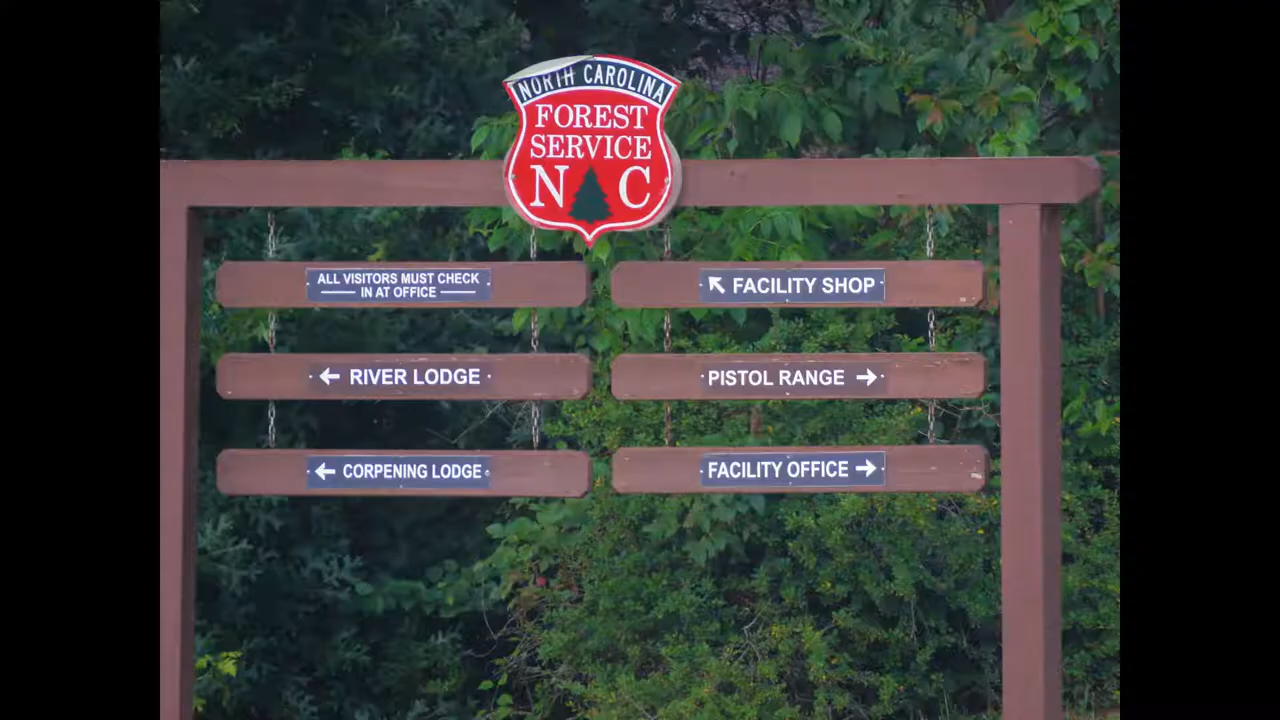 NORTH CAROLINA
FOREST
SERVICE
N C
ALL VISITORS MUST CHECK
IN AT OFFICE
← RIVER LODGE
← CORPENING LODGE
↖ FACILITY SHOP
PISTOL RANGE →
FACILITY OFFICE →